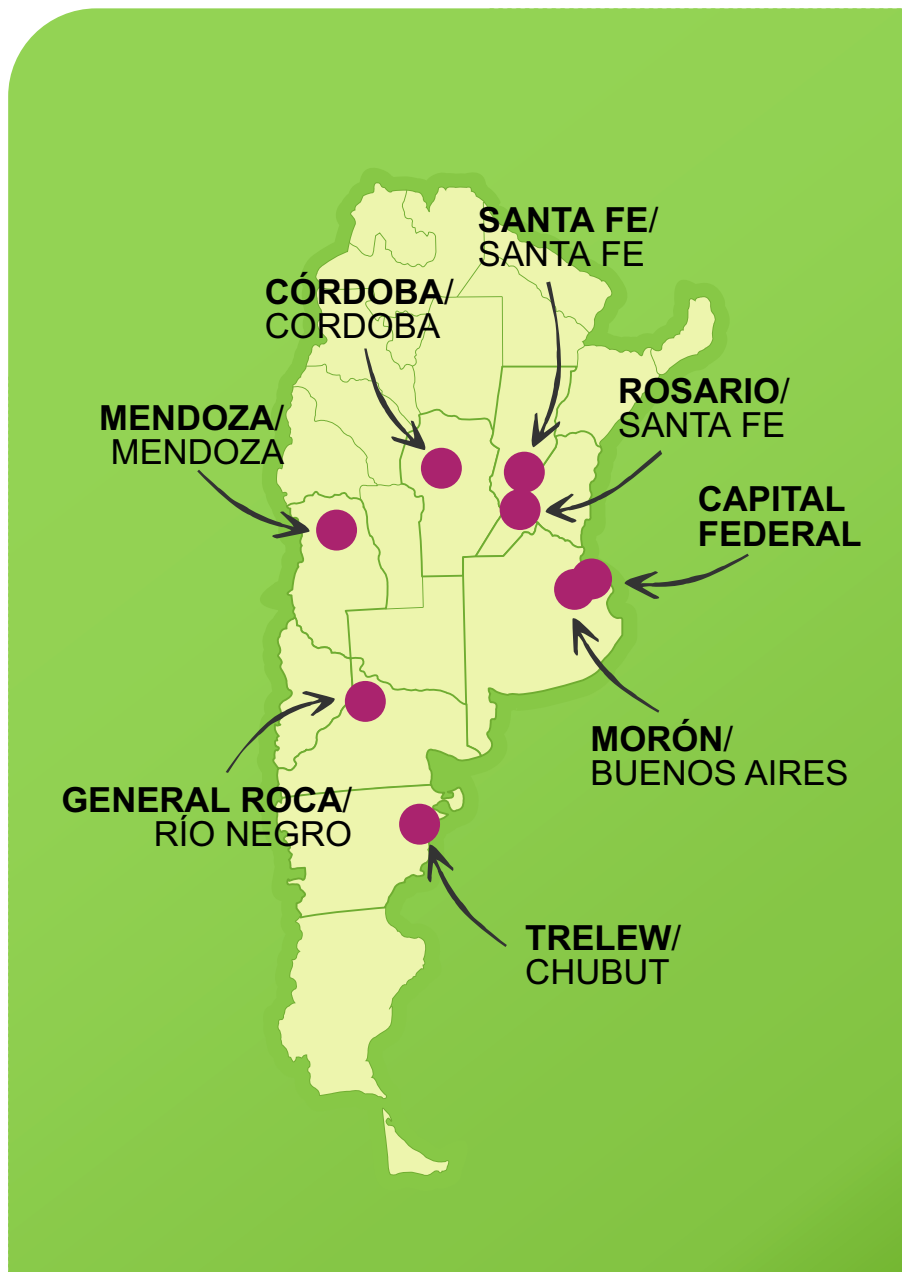 SANTA FE/
SANTA FE
CÓRDOBA/
CORDOBA
ROSARIO/
SANTA FE
MENDOZA/
MENDOZA
CAPITAL
FEDERAL
MORÓN/
BUENOS AIRES
GENERAL ROCA/
RÍO NEGRO
TRELEW/
CHUBUT